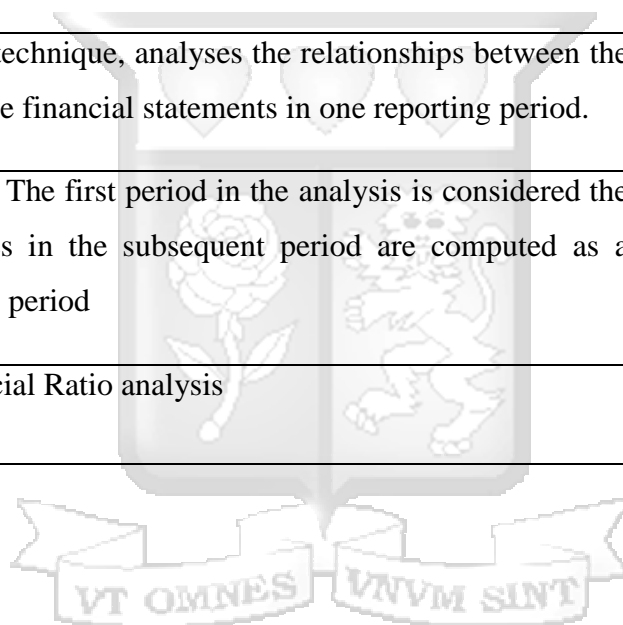 technique, analyses the relationships between the
e financial statements in one reporting period.
The first period in the analysis is considered the
s in the subsequent period are computed as a
period
cial Ratio analysis
VT OMNES VNVM SINT